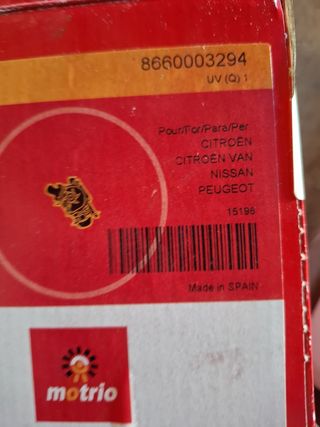 8660003294
UV (Q) 1
Pour/For/Para/Per
CITROËN
CITROËN VAN
NISSAN
PEUGEOT
15196
Made in SPAIN
motrio